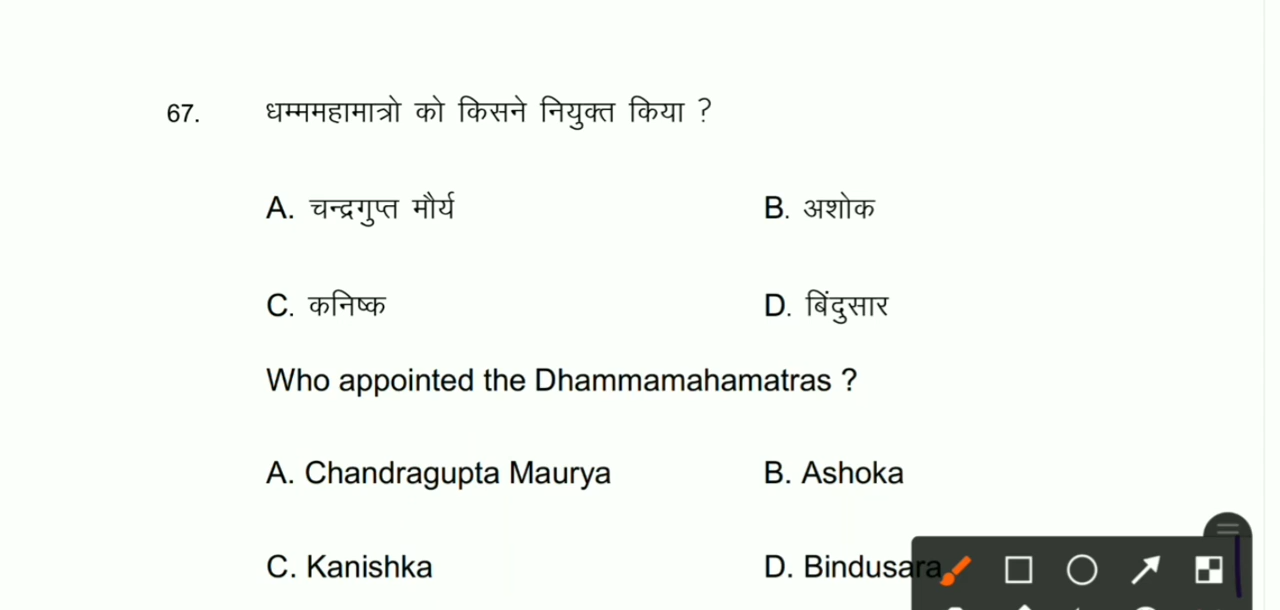 67. धम्ममहामात्रो को किसने नियुक्त किया ?
A. चन्द्रगुप्त मौर्य B. अशोक
C. कनिष्क D. बिंदुसार
Who appointed the Dhammamahamatras ?
A. Chandragupta Maurya B. Ashoka
C. Kanishka D. Bindusara